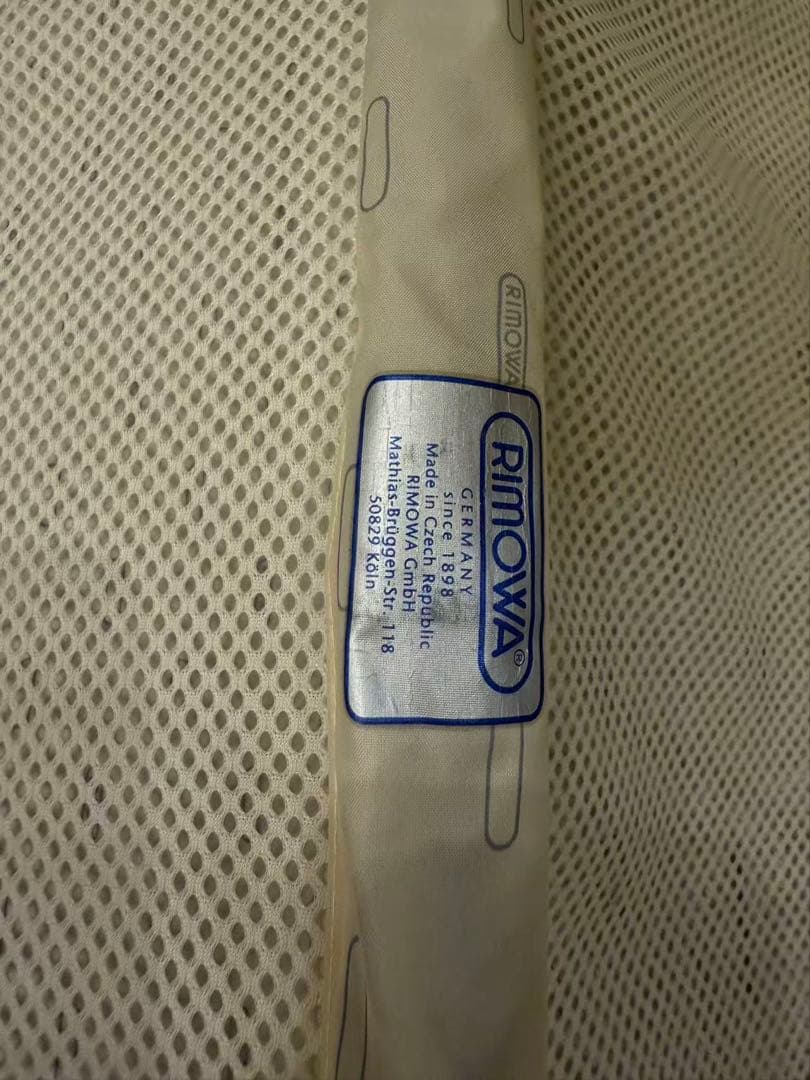 RIMOWA
RIMOWA®
GERMANY
since 1898
Made in Czech Republic
RIMOWA GmbH
Mathias-Brüggen-Str. 118
50829 Köln